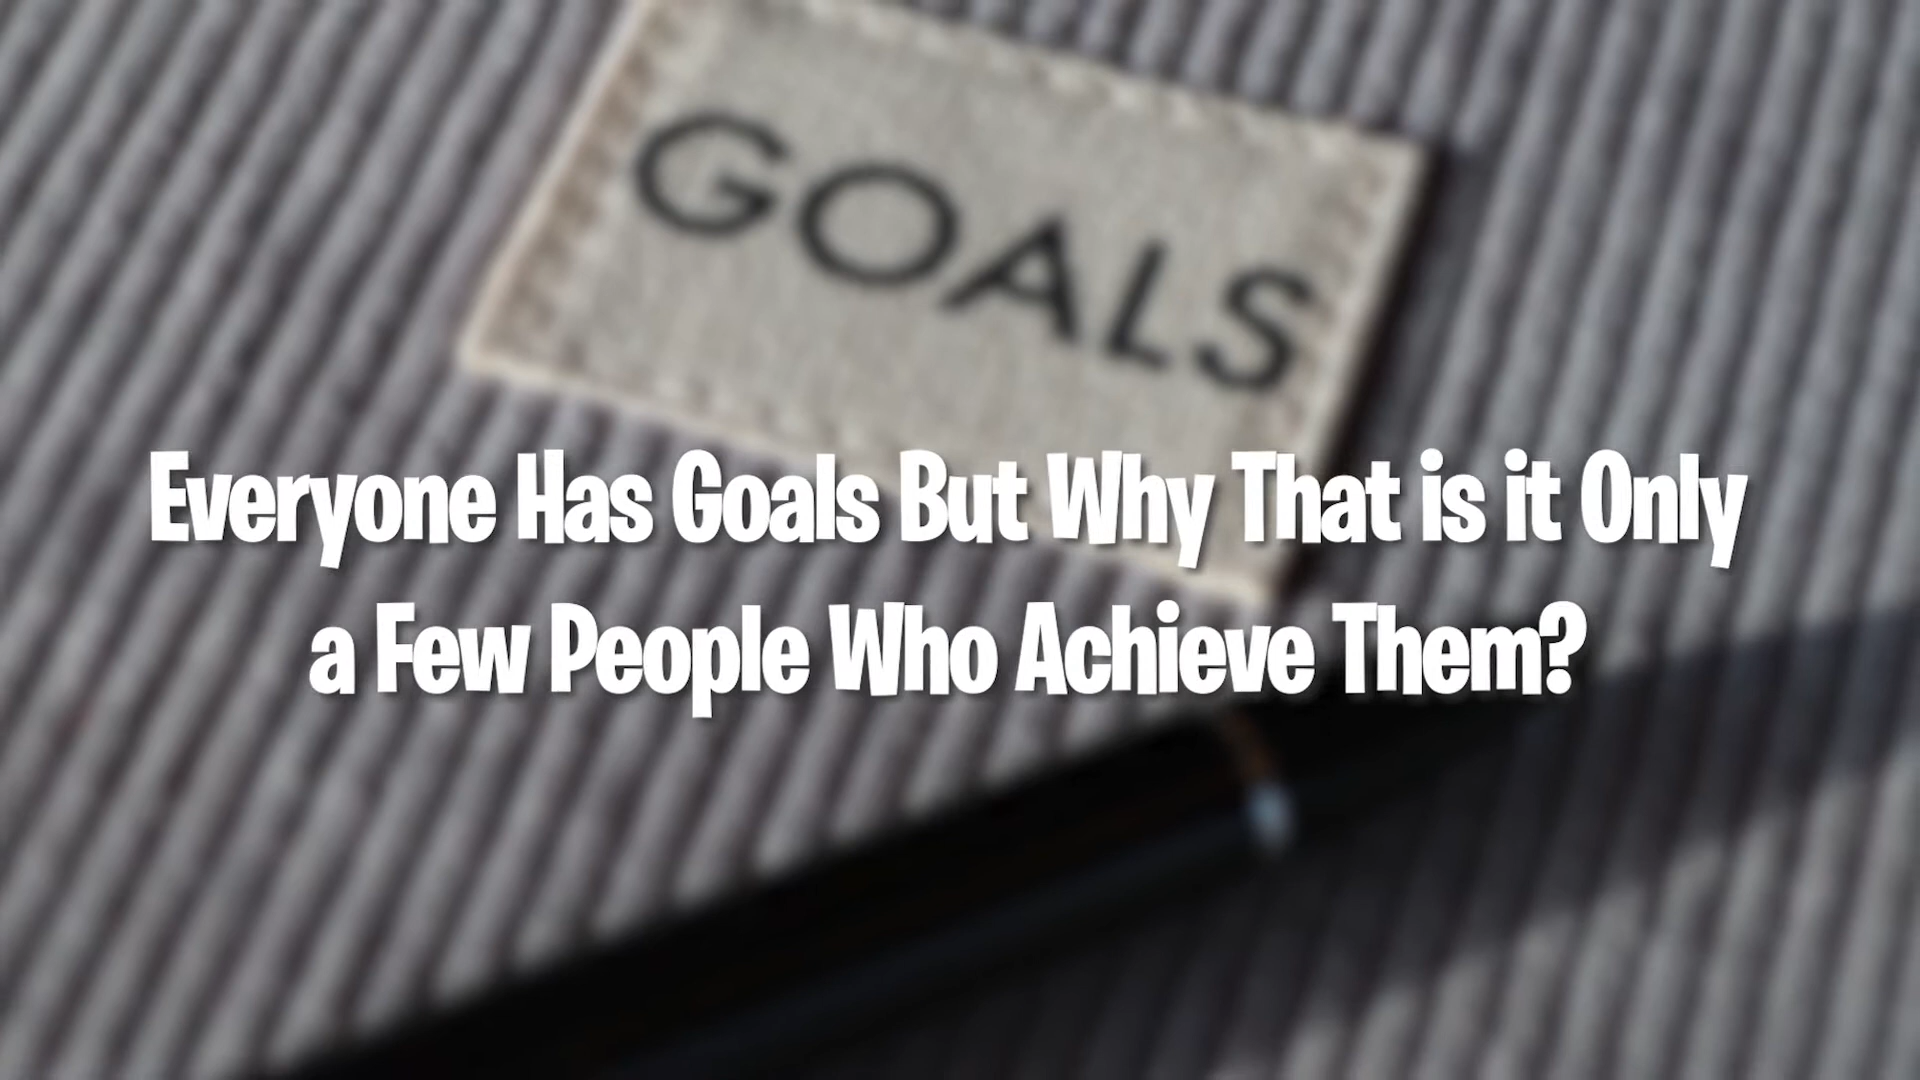 GOALS
Everyone Has Goals But Why That is it Only
a Few People Who Achieve Them?